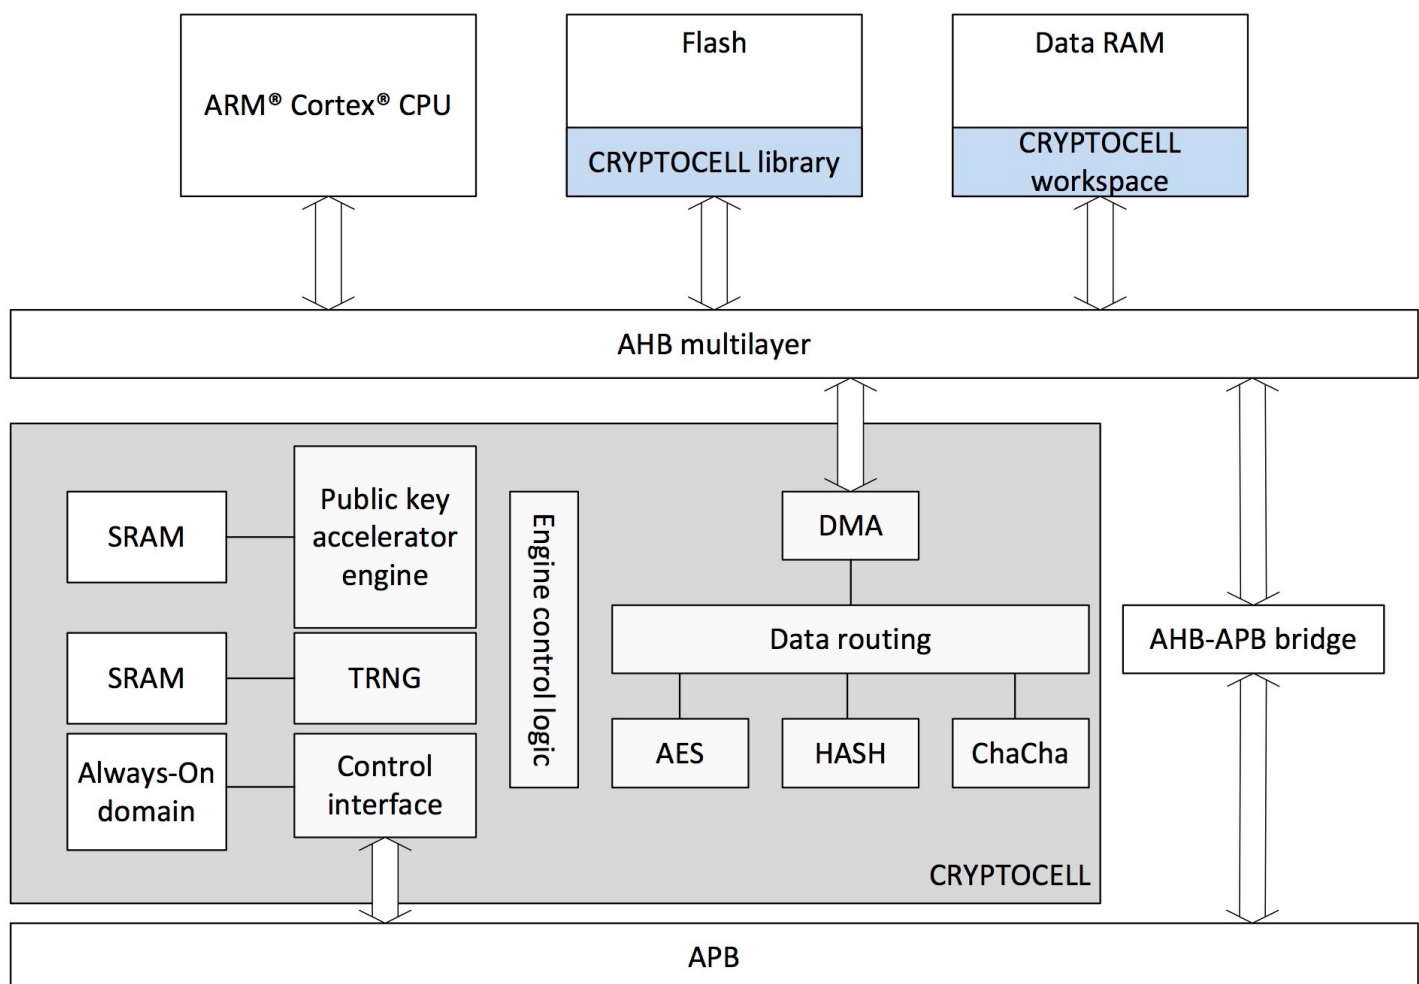 ARM® Cortex® CPU
Flash
CRYPTOCELL library
Data RAM
CRYPTOCELL
workspace
AHB multilayer
SRAM
Public key
accelerator
engine
SRAM
TRNG
Always-On
domain
Control
interface
Engine control logic
DMA
Data routing
AES
HASH
ChaCha
CRYPTOCELL
AHB-APB bridge
APB